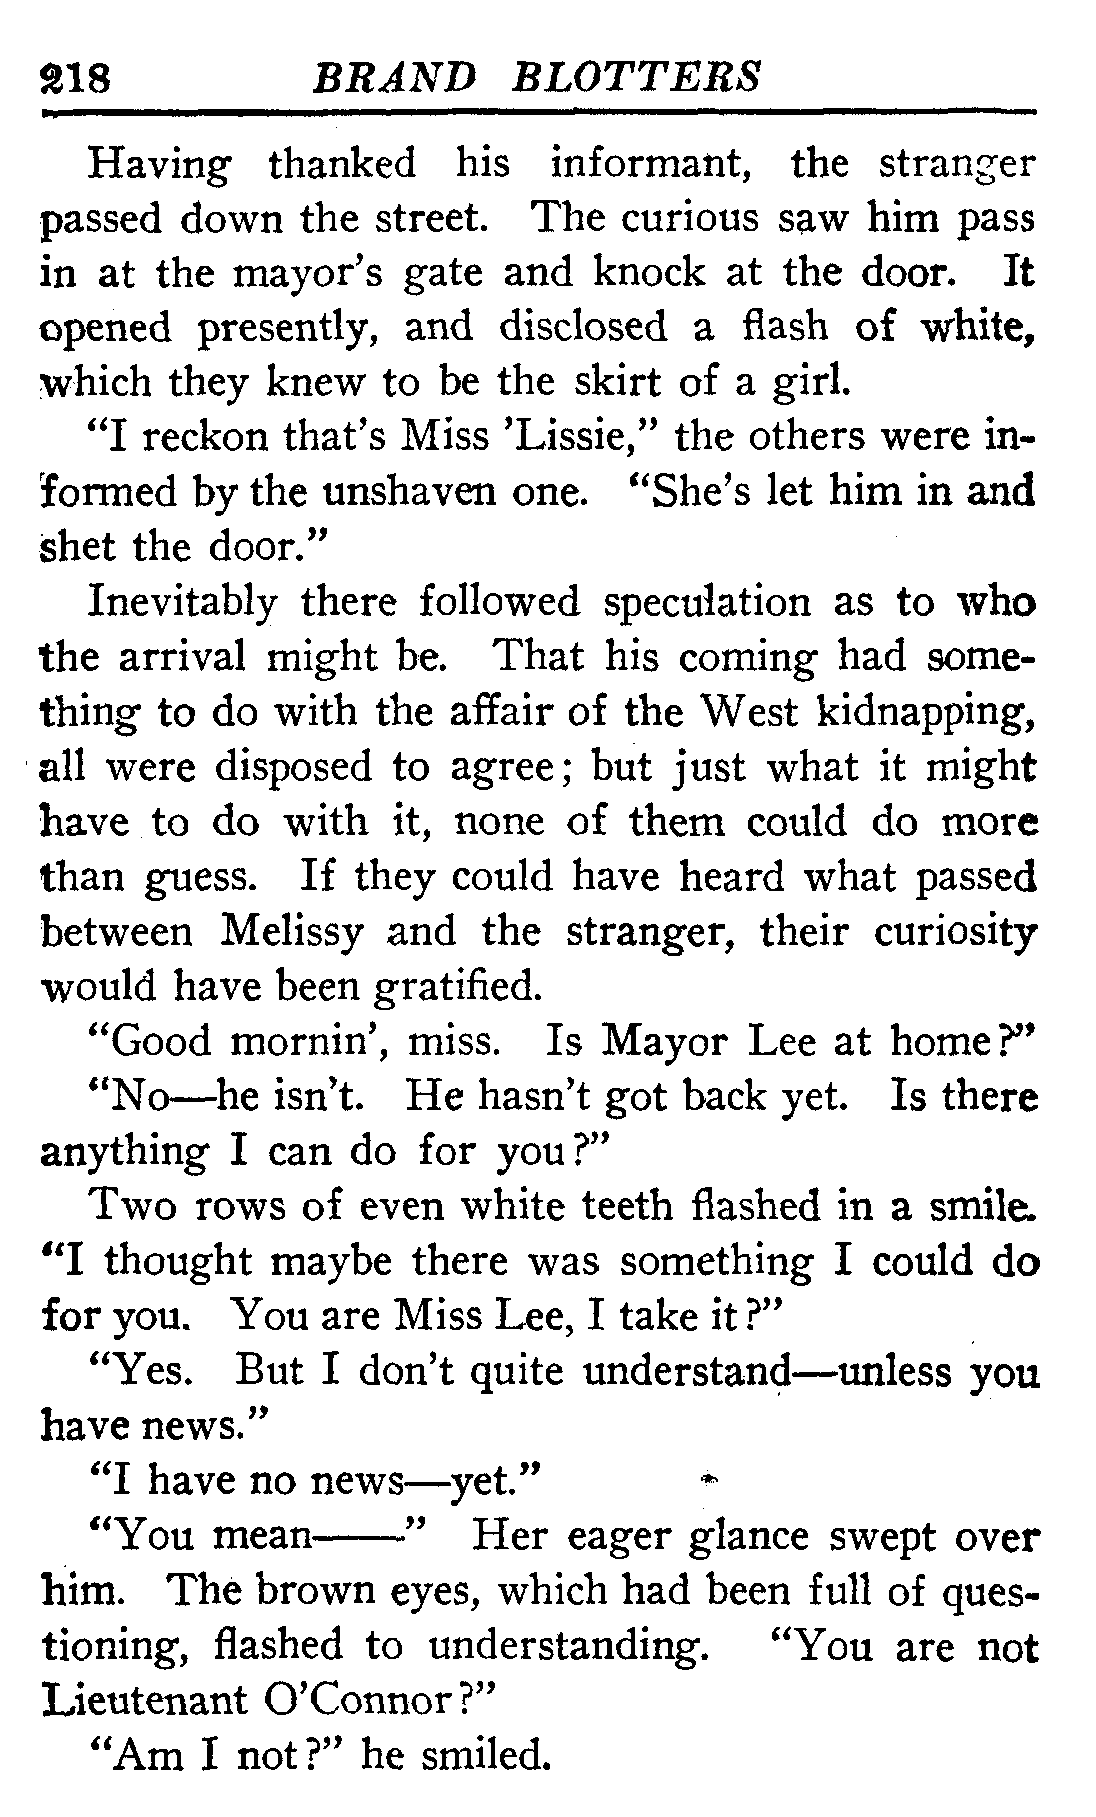 218 BRAND BLOTTERS
Having thanked his informant, the stranger
passed down the street. The curious saw him pass
in at the mayor's gate and knock at the door. It
opened presently, and disclosed a flash of white,
which they knew to be the skirt of a girl.
“I reckon that's Miss 'Lissie,” the others were in-
formed by the unshaven one. “She's let him in and
shet the door.”
Inevitably there followed speculation as to who
the arrival might be. That his coming had some-
thing to do with the affair of the West kidnapping,
all were disposed to agree; but just what it might
have to do with it, none of them could do more
than guess. If they could have heard what passed
between Melissy and the stranger, their curiosity
would have been gratified.
“Good mornin', miss. Is Mayor Lee at home?”
“No—he isn't. He hasn't got back yet. Is there
anything I can do for you?”
Two rows of even white teeth flashed in a smile.
“I thought maybe there was something I could do
for you. You are Miss Lee, I take it?”
“Yes. But I don't quite understand—unless you
have news.”
“I have no news—yet.”
“You mean——” Her eager glance swept over
him. The brown eyes, which had been full of ques-
tioning, flashed to understanding. “You are not
Lieutenant O'Connor?”
“Am I not?” he smiled.